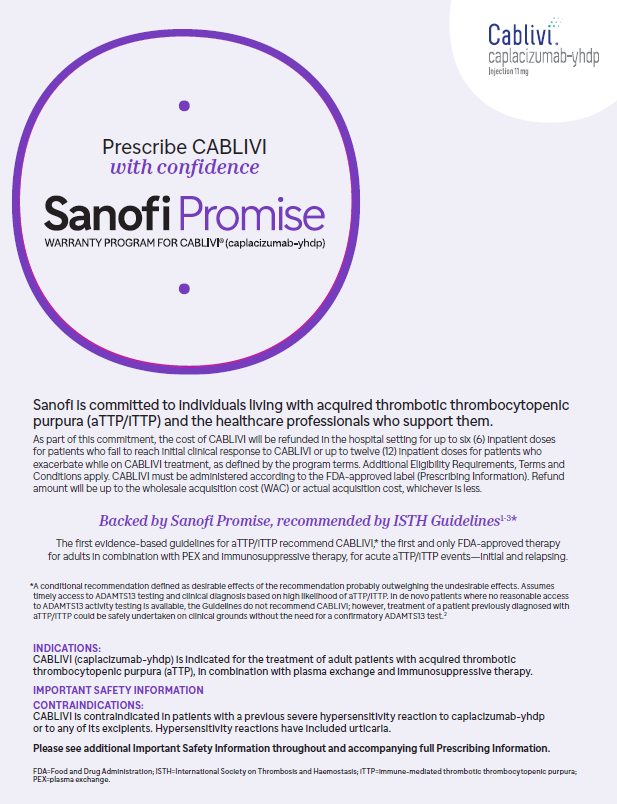 Cablivi.
caplacizumab-yhdp
Injection 11 mg
Prescribe CABLIVI
with confidence
Sanofi Promise
WARRANTY PROGRAM FOR CABLIVI® (caplacizumab-yhdp)
Sanofi is committed to individuals living with acquired thrombotic thrombocytopenic
purpura (aTTP/iTTP) and the healthcare professionals who support them.
As part of this commitment, the cost of CABLIVI will be refunded in the hospital setting for up to six (6) inpatient doses
for patients who fail to reach initial clinical response to CABLIVI or up to twelve (12) inpatient doses for patients who
exacerbate while on CABLIVI treatment, as defined by the program terms. Additional Eligibility Requirements, Terms and
Conditions apply. CABLIVI must be administered according to the FDA-approved label (Prescribing Information). Refund
amount will be up to the wholesale acquisition cost (WAC) or actual acquisition cost, whichever is less.
Backed by Sanofi Promise, recommended by ISTH Guidelines¹⁻³*
The first evidence-based guidelines for aTTP/iTTP recommend CABLIVI,* the first and only FDA-approved therapy
for adults in combination with PEX and immunosuppressive therapy, for acute aTTP/iTTP events—initial and relapsing.
*A conditional recommendation defined as desirable effects of the recommendation probably outweighing the undesirable effects. Assumes
timely access to ADAMTS13 testing and clinical diagnosis based on high likelihood of aTTP/iTTP. In de novo patients where no reasonable access
to ADAMTS13 activity testing is available, the Guidelines do not recommend CABLIVI; however, treatment of a patient previously diagnosed with
aTTP/iTTP could be safely undertaken on clinical grounds without the need for a confirmatory ADAMTS13 test.²
INDICATIONS:
CABLIVI (caplacizumab-yhdp) is indicated for the treatment of adult patients with acquired thrombotic
thrombocytopenic purpura (aTTP), in combination with plasma exchange and immunosuppressive therapy.
IMPORTANT SAFETY INFORMATION
CONTRAINDICATIONS:
CABLIVI is contraindicated in patients with a previous severe hypersensitivity reaction to caplacizumab-yhdp
or to any of its excipients. Hypersensitivity reactions have included urticaria.
Please see additional Important Safety Information throughout and accompanying full Prescribing Information.
FDA=Food and Drug Administration; ISTH=International Society on Thrombosis and Haemostasis; iTTP=immune-mediated thrombotic thrombocytopenic purpura;
PEX=plasma exchange.